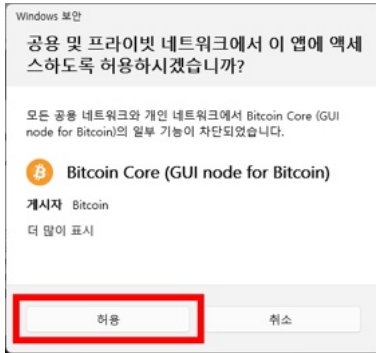 Windows 보안
공용 및 프라이빗 네트워크에서 이 앱에 액세
스하도록 허용하시겠습니까?
모든 공용 네트워크와 개인 네트워크에서 Bitcoin Core (GUI
node for Bitcoin)의 일부 기능이 차단되었습니다.
Bitcoin Core (GUI node for Bitcoin)
게시자 Bitcoin
더 많이 표시
허용 취소